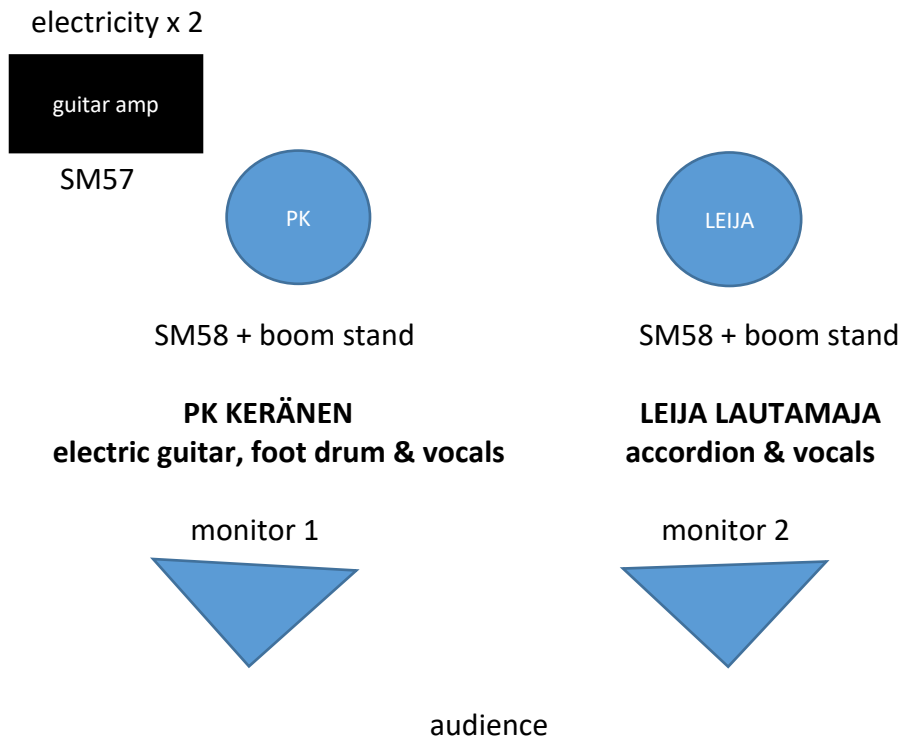 electricity x 2
guitar amp
SM57
PK
LEIJA
SM58 + boom stand
SM58 + boom stand
PK KERÄNEN
electric guitar, foot drum & vocals
LEIJA LAUTAMAJA
accordion & vocals
monitor 1
monitor 2
audience